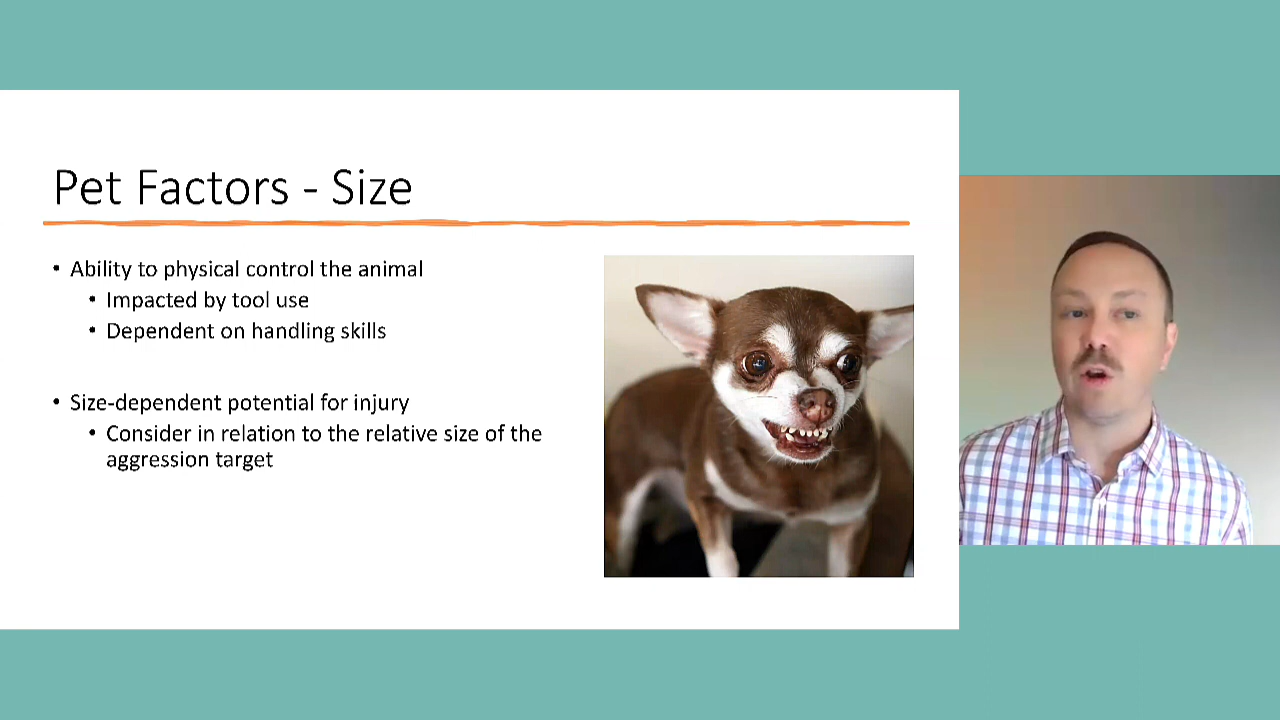 Pet Factors - Size
• Ability to physical control the animal
• Impacted by tool use
• Dependent on handling skills
• Size-dependent potential for injury
• Consider in relation to the relative size of the
aggression target